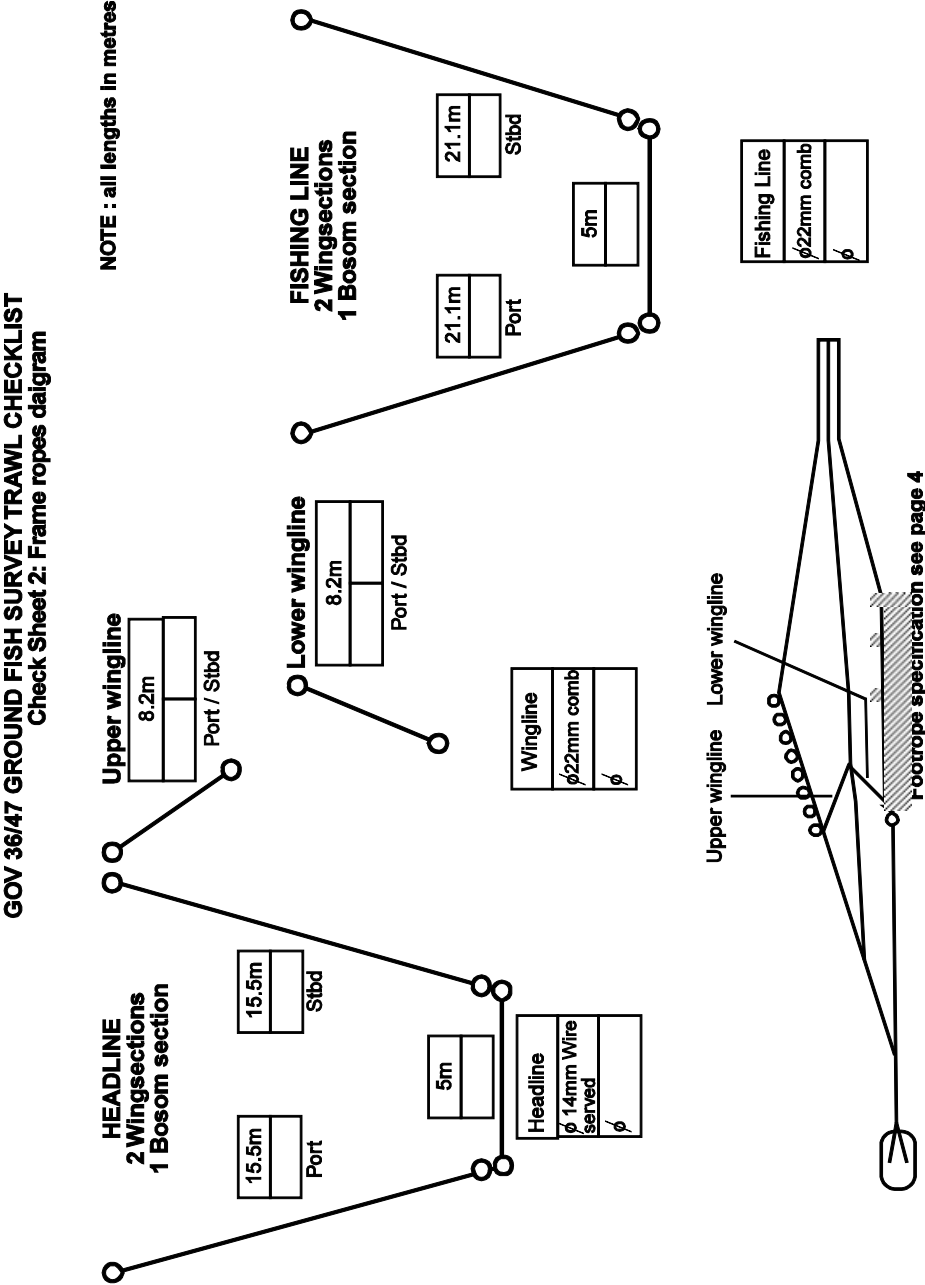 GOV 36/47 GROUND FISH SURVEY TRAWL CHECKLIST
Check Sheet 2: Frame ropes daigram
NOTE : all lengths in metres
HEADLINE
2 Wingsections
1 Bosom section
15.5m
Port
15.5m
Stbd
5m
Headline
ϕ 14mm Wire
served
ϕ
Upper wingline
8.2m
Port / Stbd
Lower wingline
8.2m
Port / Stbd
Wingline
ϕ22mm comb
ϕ
FISHING LINE
2 Wingsections
1 Bosom section
21.1m
Port
21.1m
Stbd
5m
Fishing Line
ϕ22mm comb
ϕ
Upper wingline
Lower wingline
Footrope specification see page 4